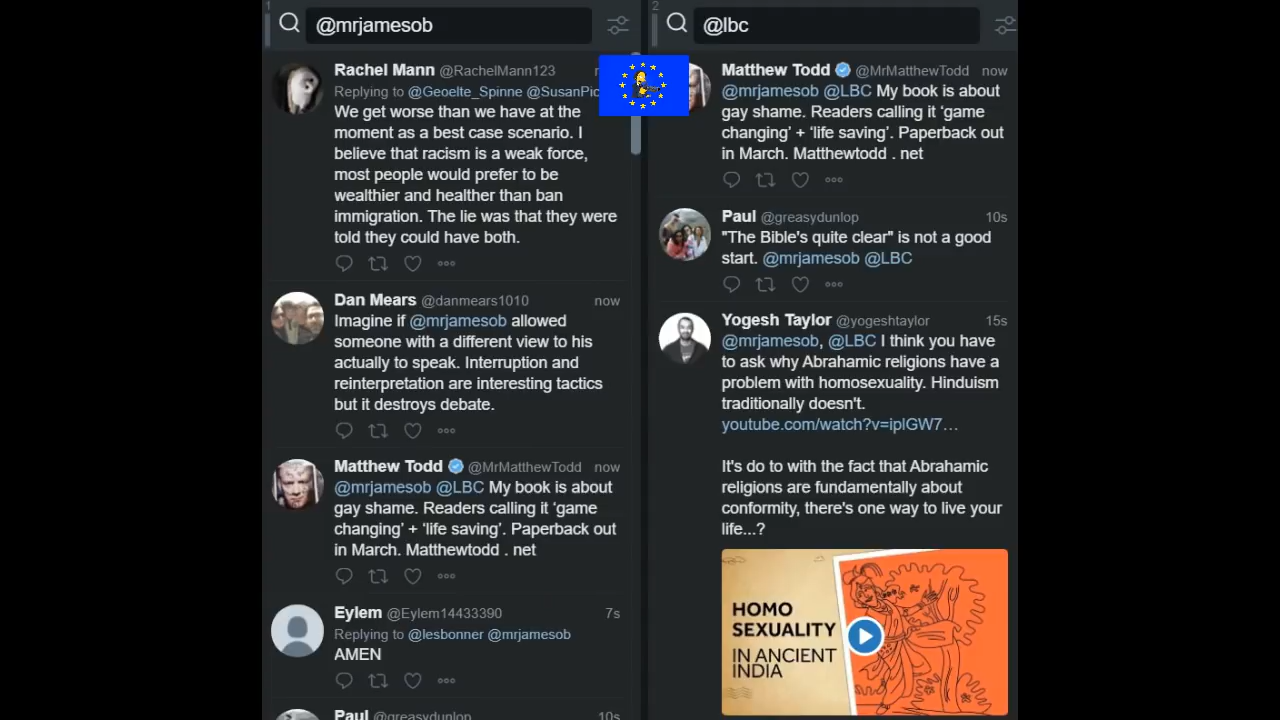 1
@mrjamesob
Rachel Mann @RachelMann123
Replying to @Geoelte_Spinne @SusanPic
We get worse than we have at the
moment as a best case scenario. I
believe that racism is a weak force,
most people would prefer to be
wealthier and healther than ban
immigration. The lie was that they were
told they could have both.
Dan Mears @danmears1010 now
Imagine if @mrjamesob allowed
someone with a different view to his
actually to speak. Interruption and
reinterpretation are interesting tactics
but it destroys debate.
Matthew Todd @MrMatthewTodd now
@mrjamesob @LBC My book is about
gay shame. Readers calling it ‘game
changing’ + ‘life saving’. Paperback out
in March. Matthewtodd . net
Eylem @Eylem14433390 7s
Replying to @lesbonner @mrjamesob
AMEN
Paul @greasydunlop 10s
2
@lbc
Matthew Todd @MrMatthewTodd now
@mrjamesob @LBC My book is about
gay shame. Readers calling it ‘game
changing’ + ‘life saving’. Paperback out
in March. Matthewtodd . net
Paul @greasydunlop 10s
"The Bible's quite clear" is not a good
start. @mrjamesob @LBC
Yogesh Taylor @yogeshtaylor 15s
@mrjamesob, @LBC I think you have
to ask why Abrahamic religions have a
problem with homosexuality. Hinduism
traditionally doesn't.
youtube.com/watch?v=iplGW7…
It's do to with the fact that Abrahamic
religions are fundamentally about
conformity, there's one way to live your
life...?
HOMO
SEXUALITY
IN ANCIENT
INDIA